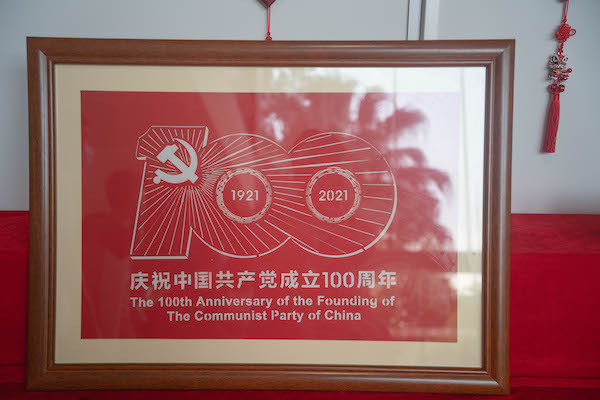 100
1921
2021
庆祝中国共产党成立100周年
The 100th Anniversary of the Founding of
The Communist Party of China